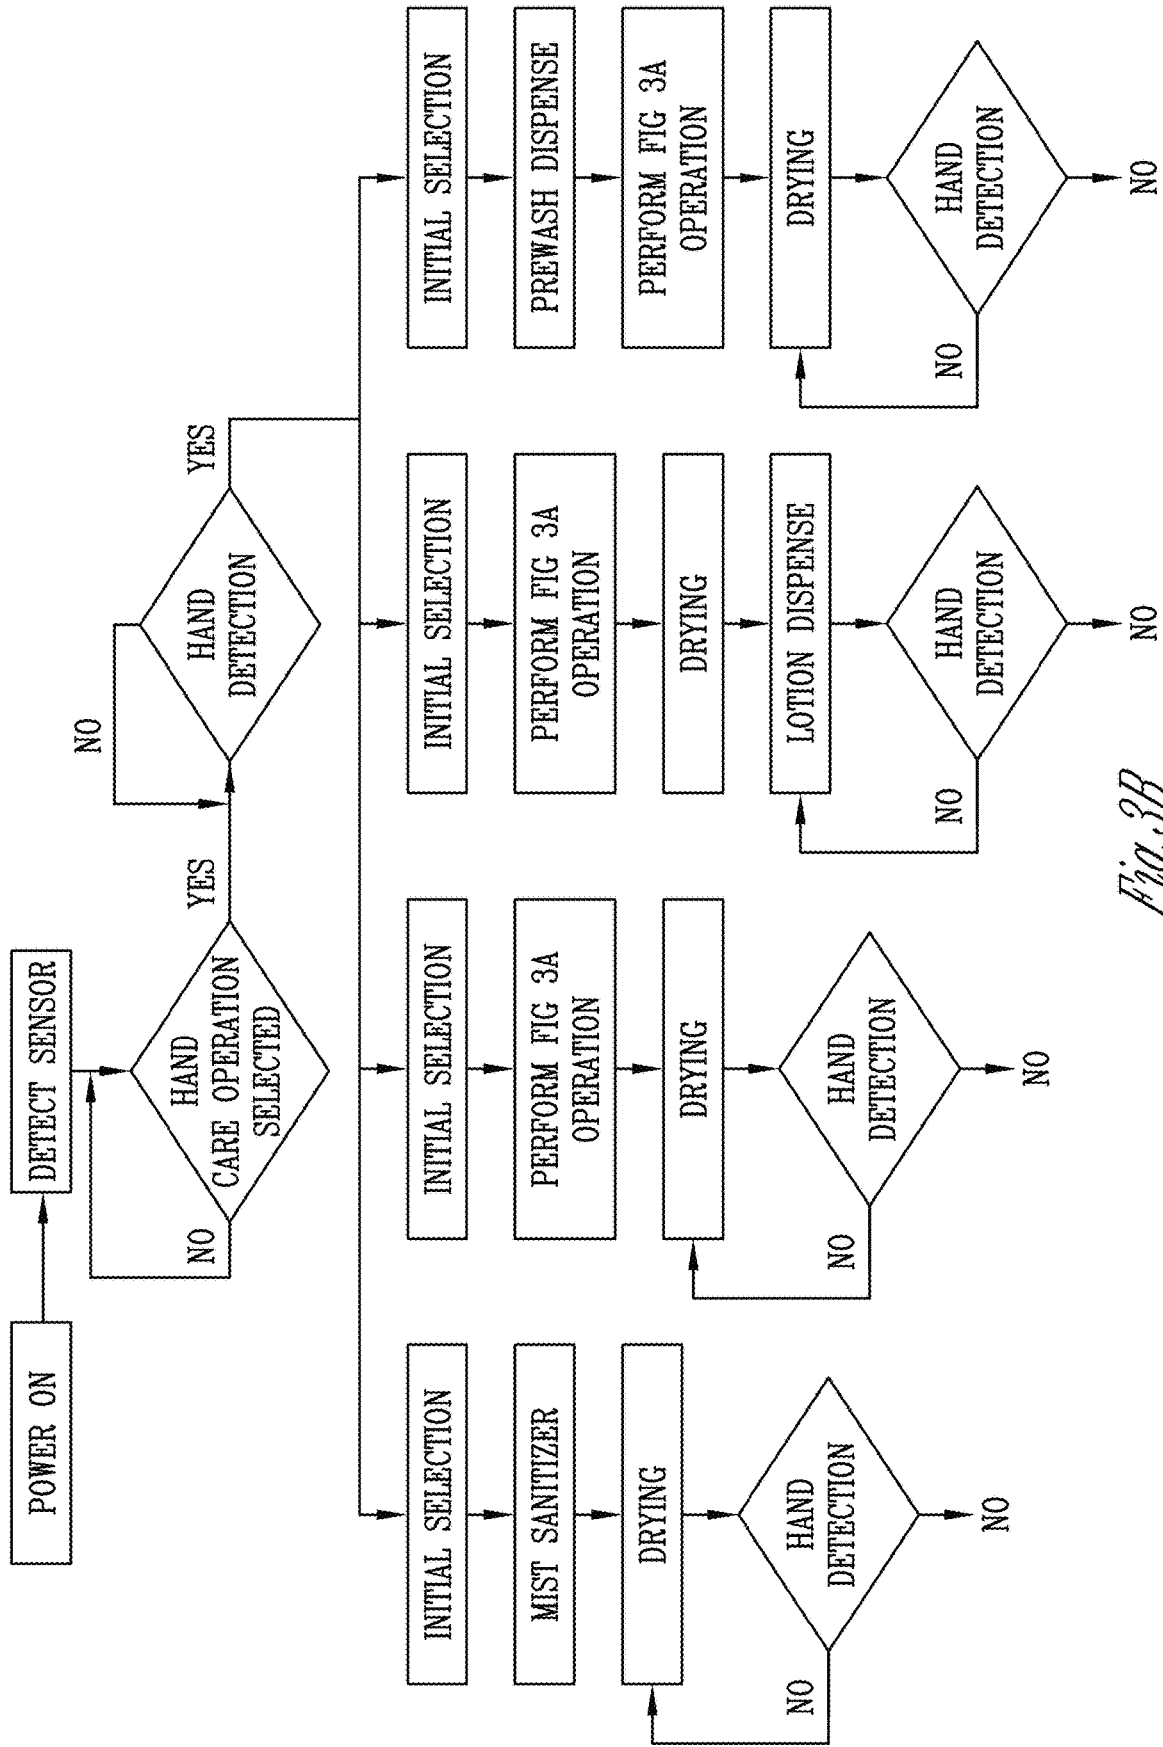 POWER ON
DETECT SENSOR
HAND
CARE OPERATION
SELECTED
NO
YES
HAND
DETECTION
NO
YES
INITIAL SELECTION
MIST SANITIZER
DRYING
HAND
DETECTION
NO
NO
INITIAL SELECTION
PERFORM FIG 3A
OPERATION
DRYING
HAND
DETECTION
NO
NO
INITIAL SELECTION
PERFORM FIG 3A
OPERATION
DRYING
LOTION DISPENSE
HAND
DETECTION
NO
NO
INITIAL SELECTION
PREWASH DISPENSE
PERFORM FIG 3A
OPERATION
DRYING
HAND
DETECTION
NO
NO
Fig.3B